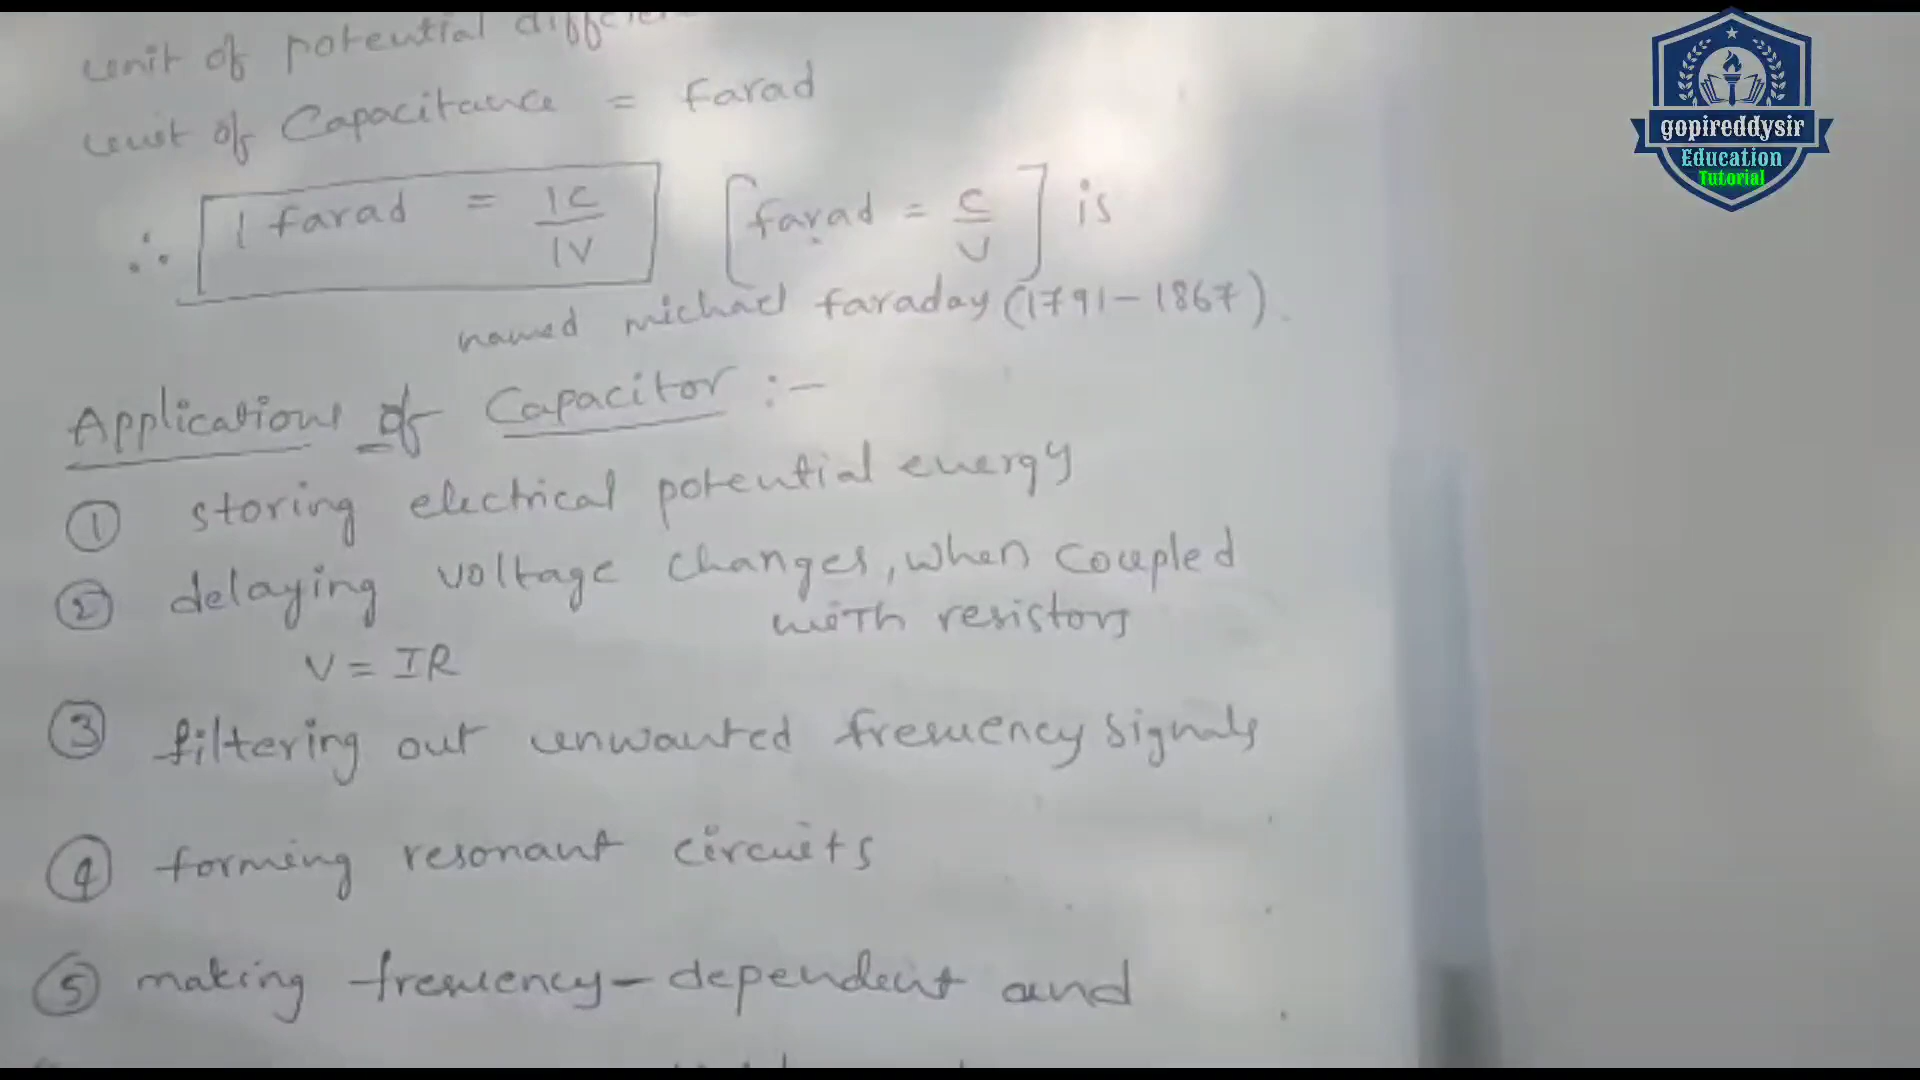 unit of potential
unit of Capacitance = farad
∴ 1 farad = 1C/1V [farad = C/V] is
named michael faraday (1791-1867).
Applications of Capacitor :-
① storing electrical potential energy
② delaying voltage changes, when coupled
with resistors
V = IR
③ filtering out unwanted frequency signals
④ forming resonant circuits
⑤ making frequency-dependent and
gopireddysir
Education
Tutorial